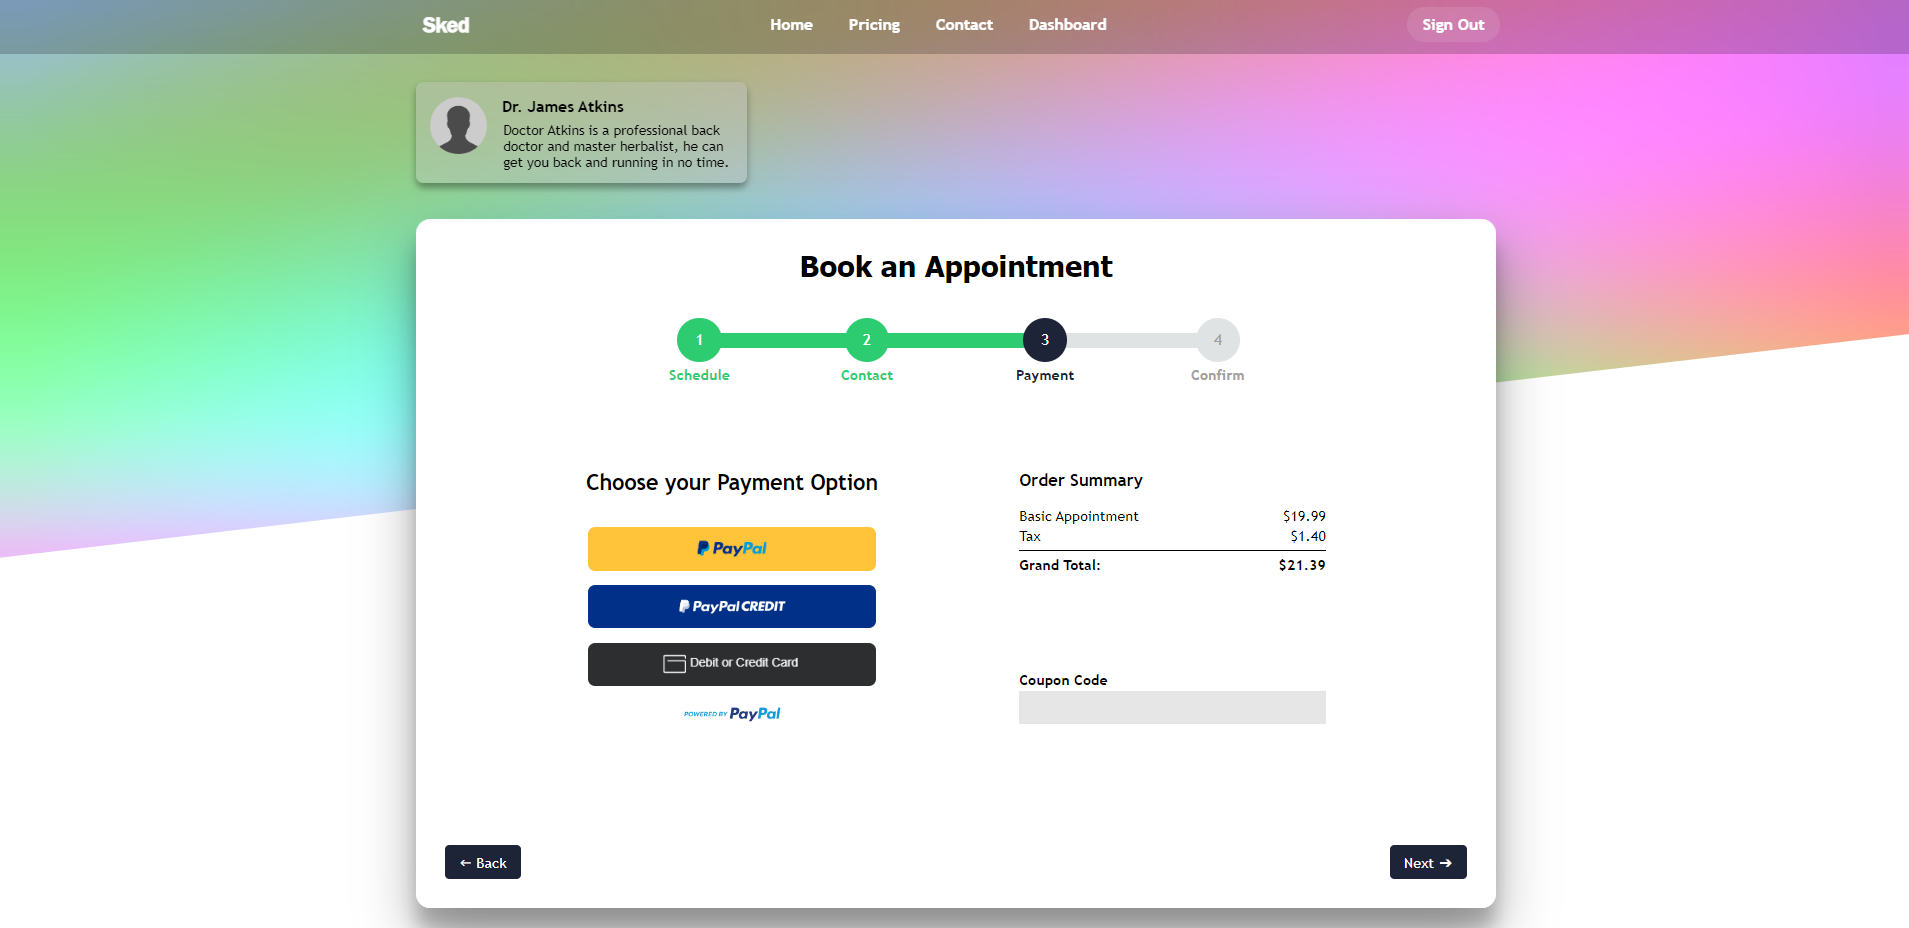 Sked
Home Pricing Contact Dashboard
Sign Out
Dr. James Atkins
Doctor Atkins is a professional back
doctor and master herbalist, he can
get you back and running in no time.
Book an Appointment
1 2 3 4
Schedule Contact Payment Confirm
Choose your Payment Option
PayPal
PayPal CREDIT
Debit or Credit Card
POWERED BY PayPal
Order Summary
Basic Appointment $19.99
Tax $1.40
Grand Total: $21.39
Coupon Code
← Back
Next →